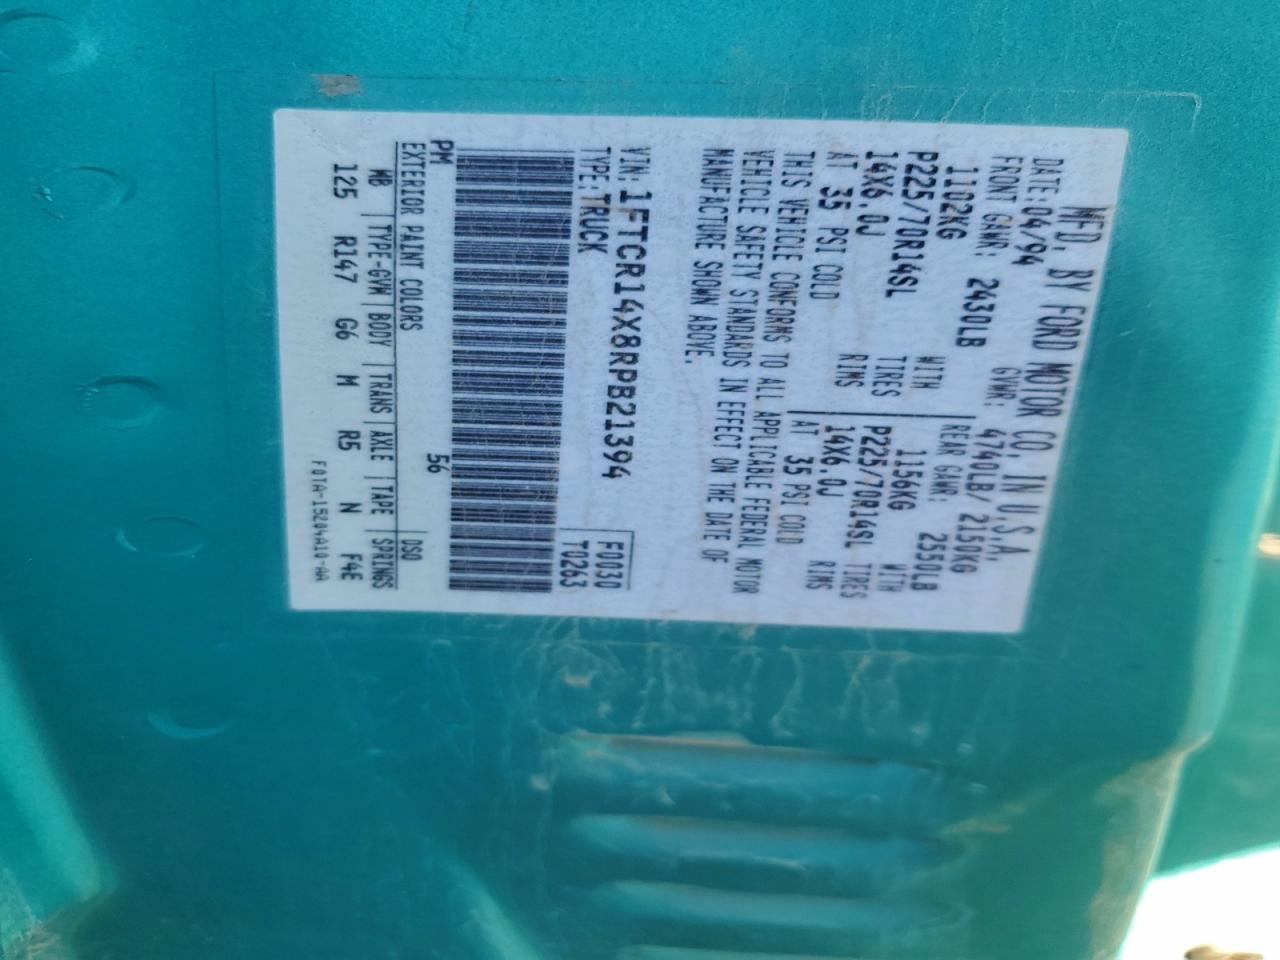 MFD. BY FORD MOTOR CO. IN U.S.A.
DATE: 04/94 GVWR: 4740LB/ 2150KG
FRONT GAWR: 2430LB REAR GAWR: 2550LB
1102KG WITH 1156KG WITH
P225/70R14SL TIRES P225/70R14SL TIRES
14X6.0J RIMS 14X6.0J RIMS
AT 35 PSI COLD AT 35 PSI COLD
THIS VEHICLE CONFORMS TO ALL APPLICABLE FEDERAL MOTOR
VEHICLE SAFETY STANDARDS IN EFFECT ON THE DATE OF
MANUFACTURE SHOWN ABOVE.
VIN: 1FTCR14X8RPB21394 F0030
TYPE: TRUCK T0263
PM 56
EXTERIOR PAINT COLORS DSO
WB TYPE-GVW BODY TRANS AXLE TAPE SPRINGS
125 R147 G6 M R5 N F4E
F0TA-15204A10-AA